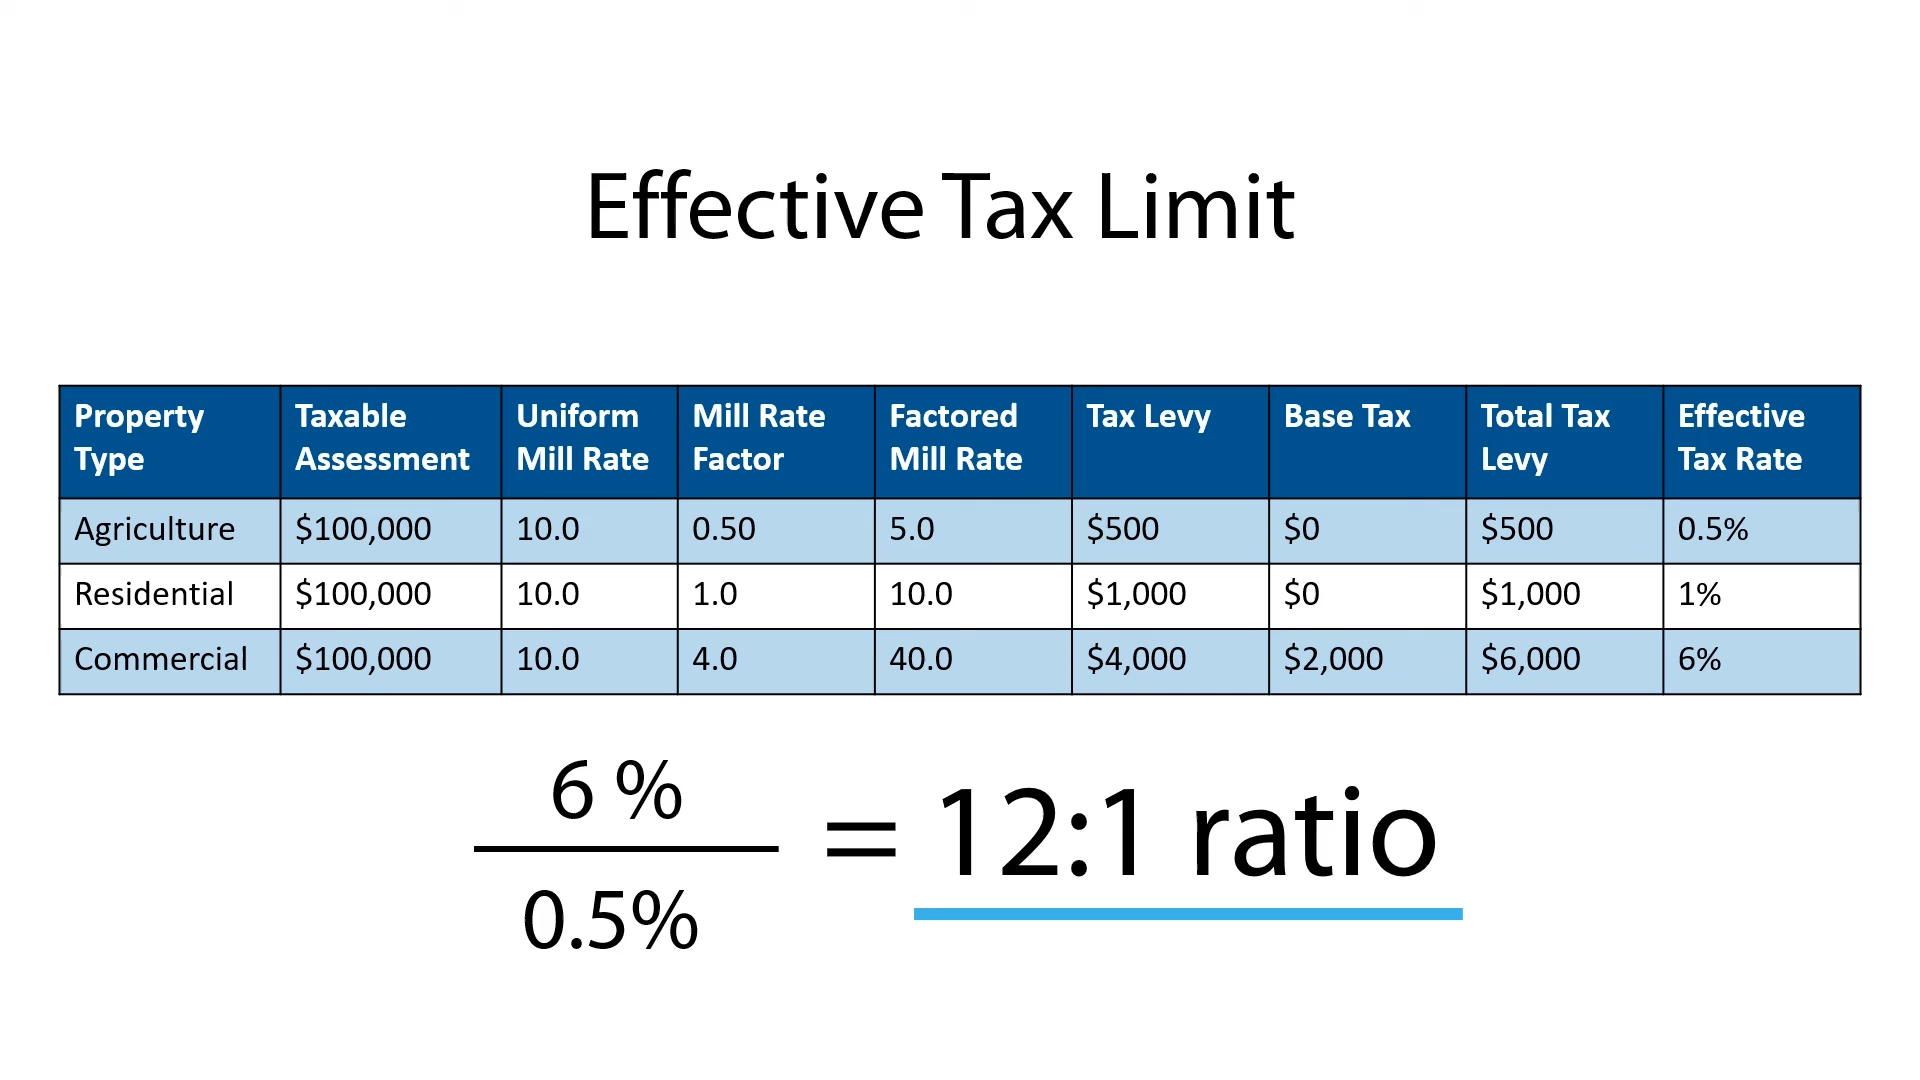 Effective Tax Limit
Property Type Taxable Assessment Uniform Mill Rate Mill Rate Factor Factored Mill Rate Tax Levy Base Tax Total Tax Levy Effective Tax Rate
Agriculture $100,000 10.0 0.50 5.0 $500 $0 $500 0.5%
Residential $100,000 10.0 1.0 10.0 $1,000 $0 $1,000 1%
Commercial $100,000 10.0 4.0 40.0 $4,000 $2,000 $6,000 6%
6 %
= 12:1 ratio
0.5%